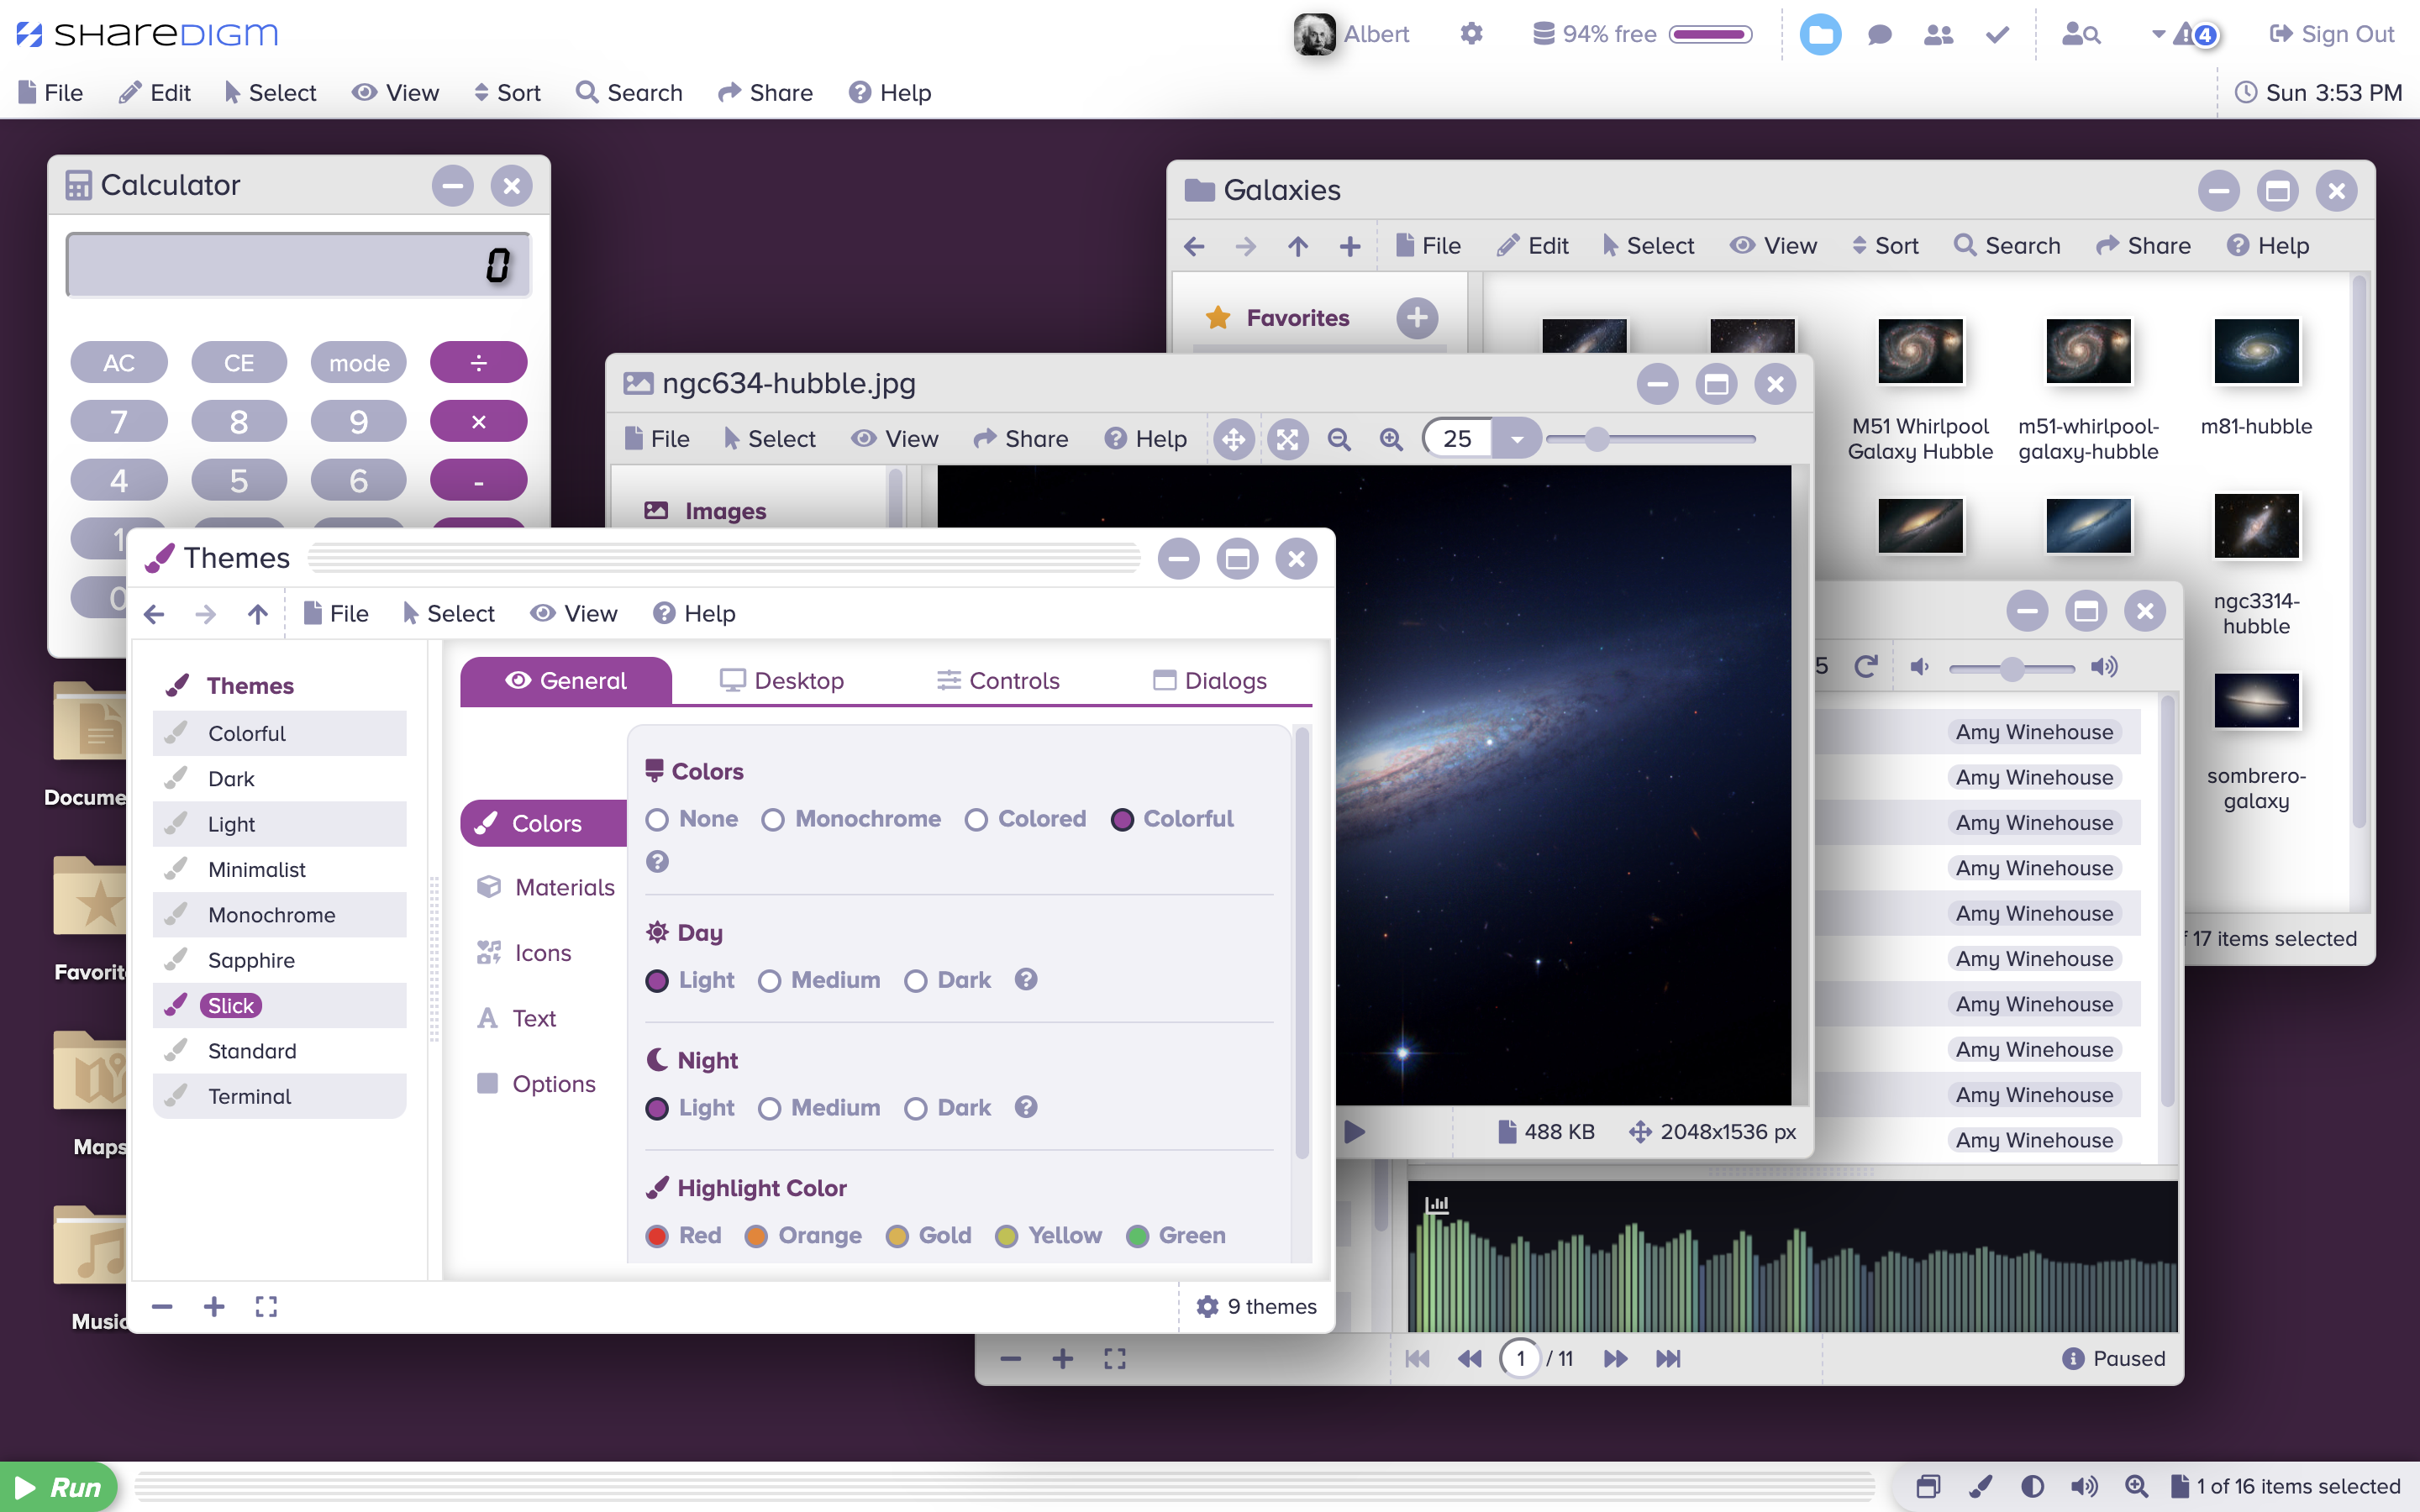 SHAREDIGM
Albert
94% free
4
Sign Out
File Edit Select View Sort Search Share Help
Sun 3:53 PM
Calculator
0
AC CE mode ÷
7 8 9 ×
4 5 6 -
1
0
Galaxies
File Edit Select View Sort Search Share Help
Favorites
M51 Whirlpool
Galaxy Hubble
m51-whirlpool-
galaxy-hubble
m81-hubble
ngc3314-
hubble
sombrero-
galaxy
17 items selected
ngc634-hubble.jpg
File Select View Share Help 25
Images
488 KB 2048x1536 px
Themes
File Select View Help
Themes
Colorful
Dark
Light
Minimalist
Monochrome
Sapphire
Slick
Standard
Terminal
General Desktop Controls Dialogs
Colors
Materials
Icons
Text
Options
Colors
None Monochrome Colored Colorful
?
Day
Light Medium Dark ?
Night
Light Medium Dark ?
Highlight Color
Red Orange Gold Yellow Green
9 themes
5
Amy Winehouse
Amy Winehouse
Amy Winehouse
Amy Winehouse
Amy Winehouse
Amy Winehouse
Amy Winehouse
Amy Winehouse
Amy Winehouse
Amy Winehouse
1 / 11
Paused
Docume
Favorit
Maps
Music
Run
1 of 16 items selected